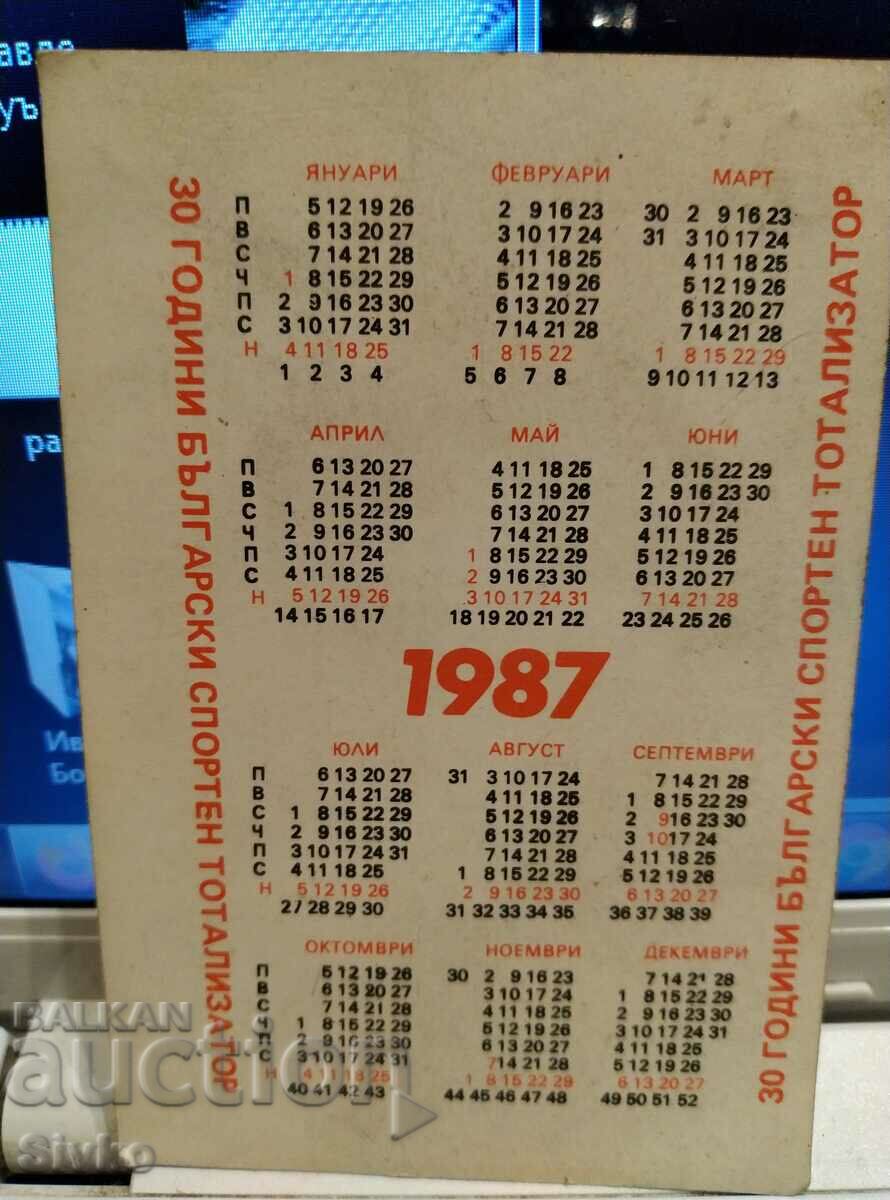 авле
уъ
ра
Ив
Бо
30 ГОДИНИ БЪЛГАРСКИ СПОРТЕН ТОТАЛИЗАТОР
ЯНУАРИ ФЕВРУАРИ МАРТ
П 5 12 19 26 2 9 16 23 30 2 9 16 23
В 6 13 20 27 3 10 17 24 31 3 10 17 24
С 7 14 21 28 4 11 18 25 4 11 18 25
Ч 1 8 15 22 29 5 12 19 26 5 12 19 26
П 2 9 16 23 30 6 13 20 27 6 13 20 27
С 3 10 17 24 31 7 14 21 28 7 14 21 28
Н 4 11 18 25 1 8 15 22 1 8 15 22 29
1 2 3 4 5 6 7 8 9 10 11 12 13
АПРИЛ МАЙ ЮНИ
П 6 13 20 27 4 11 18 25 1 8 15 22 29
В 7 14 21 28 5 12 19 26 2 9 16 23 30
С 1 8 15 22 29 6 13 20 27 3 10 17 24
Ч 2 9 16 23 30 7 14 21 28 4 11 18 25
П 3 10 17 24 1 8 15 22 29 5 12 19 26
С 4 11 18 25 2 9 16 23 30 6 13 20 27
Н 5 12 19 26 3 10 17 24 31 7 14 21 28
14 15 16 17 18 19 20 21 22 23 24 25 26
1987
ЮЛИ АВГУСТ СЕПТЕМВРИ
П 6 13 20 27 31 3 10 17 24 7 14 21 28
В 7 14 21 28 4 11 18 25 1 8 15 22 29
С 1 8 15 22 29 5 12 19 26 2 9 16 23 30
Ч 2 9 16 23 30 6 13 20 27 3 10 17 24
П 3 10 17 24 31 7 14 21 28 4 11 18 25
С 4 11 18 25 1 8 15 22 29 5 12 19 26
Н 5 12 19 26 2 9 16 23 30 6 13 20 27
27 28 29 30 31 32 33 34 35 36 37 38 39
ОКТОМВРИ НОЕМВРИ ДЕКЕМВРИ
П 5 12 19 26 30 2 9 16 23 7 14 21 28
В 6 13 20 27 3 10 17 24 1 8 15 22 29
С 7 14 21 28 4 11 18 25 2 9 16 23 30
Ч 1 8 15 22 29 5 12 19 26 3 10 17 24 31
П 2 9 16 23 30 6 13 20 27 4 11 18 25
С 3 10 17 24 31 7 14 21 28 5 12 19 26
Н 4 11 18 25 1 8 15 22 29 6 13 20 27
40 41 42 43 44 45 46 47 48 49 50 51 52
30 ГОДИНИ БЪЛГАРСКИ СПОРТЕН ТОТАЛИЗАТОР
BALKAN
auction
Sivko